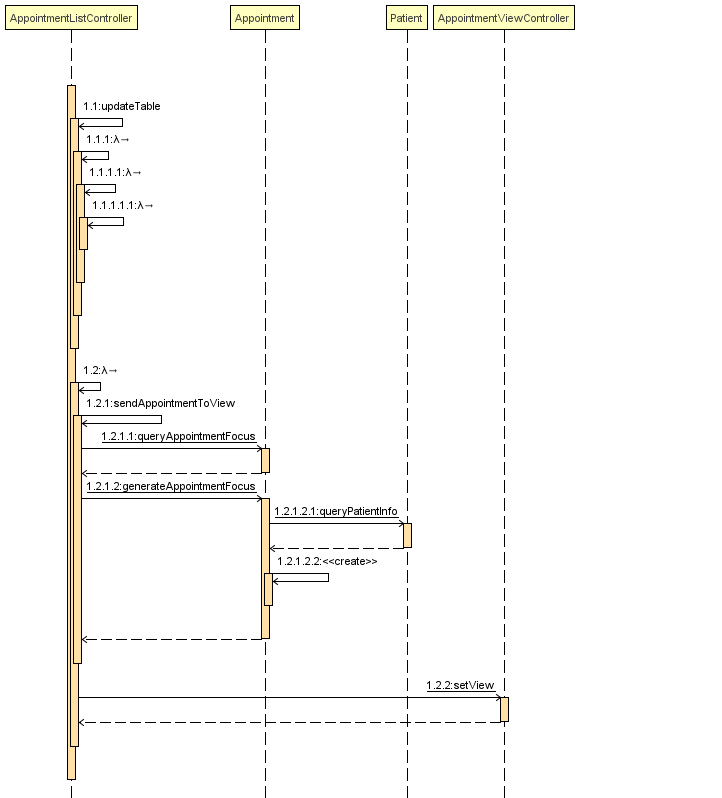 AppointmentListController
Appointment
Patient
AppointmentViewController
1.1:updateTable
1.1.1:λ→
1.1.1.1:λ→
1.1.1.1.1:λ→
1.2:λ→
1.2.1:sendAppointmentToView
1.2.1.1:queryAppointmentFocus
1.2.1.2:generateAppointmentFocus
1.2.1.2.1:queryPatientInfo
1.2.1.2.2:<<create>>
1.2.2:setView